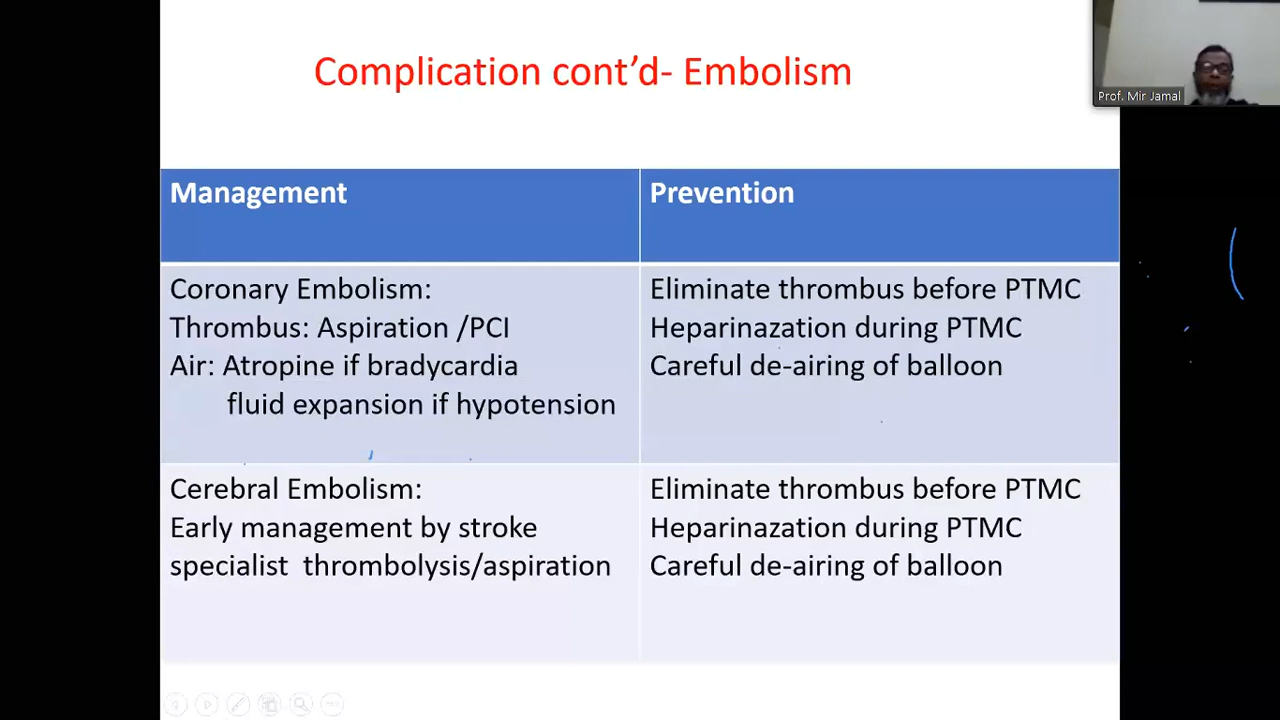 Complication cont’d- Embolism
Prof. Mir Jamal
Management
Prevention
Coronary Embolism:
Thrombus: Aspiration /PCI
Air: Atropine if bradycardia
fluid expansion if hypotension
Eliminate thrombus before PTMC
Heparinazation during PTMC
Careful de-airing of balloon
Cerebral Embolism:
Early management by stroke
specialist thrombolysis/aspiration
Eliminate thrombus before PTMC
Heparinazation during PTMC
Careful de-airing of balloon